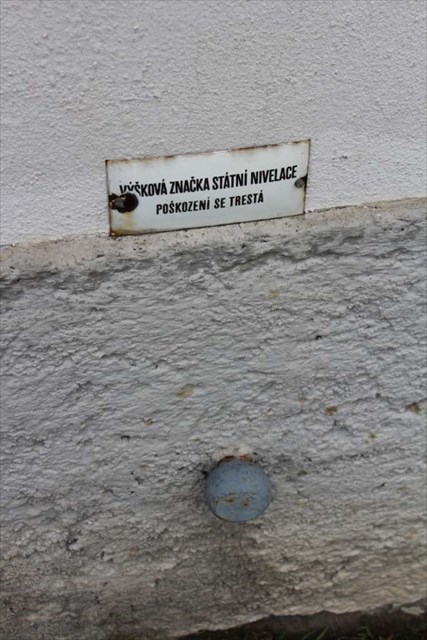 VÝŠKOVÁ ZNAČKA STÁTNÍ NIVELACE
POŠKOZENÍ SE TRESTÁ